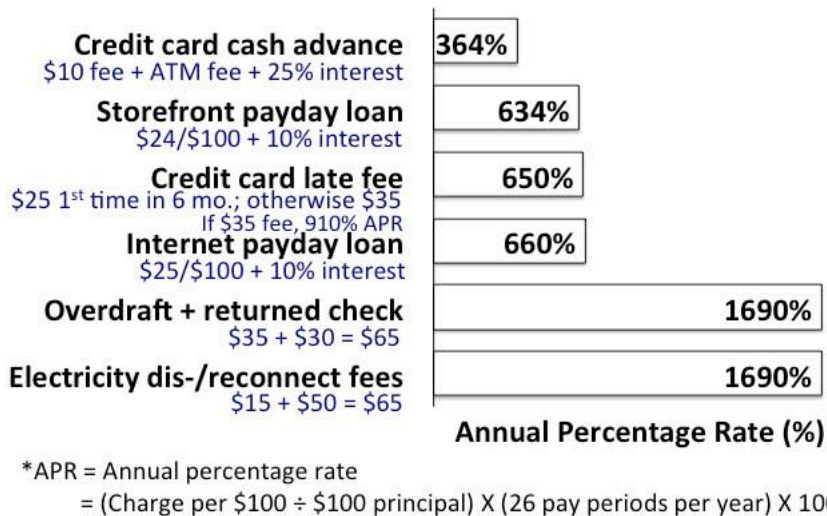 Credit card cash advance 364%
$10 fee + ATM fee + 25% interest
Storefront payday loan 634%
$24/$100 + 10% interest
Credit card late fee 650%
$25 1st time in 6 mo.; otherwise $35
If $35 fee, 910% APR
Internet payday loan 660%
$25/$100 + 10% interest
Overdraft + returned check 1690%
$35 + $30 = $65
Electricity dis-/reconnect fees 1690%
$15 + $50 = $65
Annual Percentage Rate (%)
*APR = Annual percentage rate
= (Charge per $100 ÷ $100 principal) X (26 pay periods per year) X